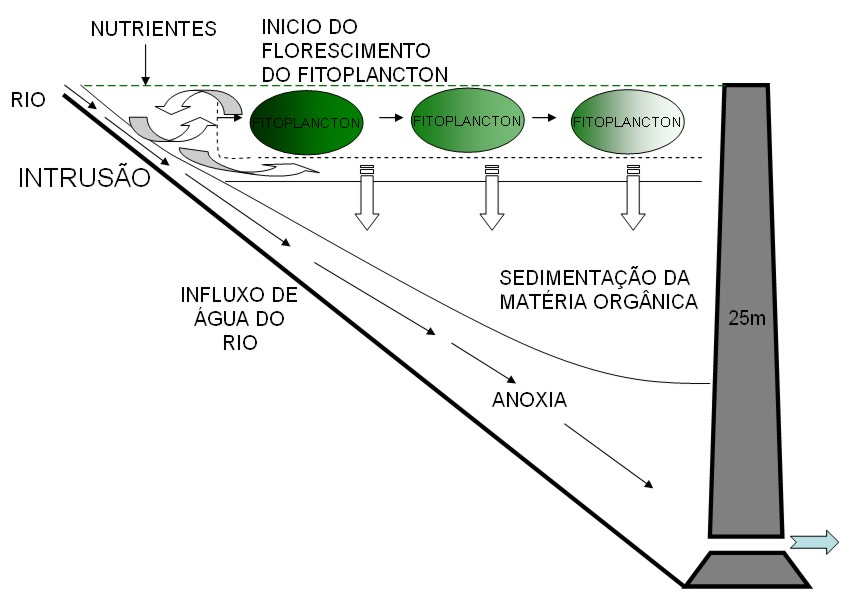 NUTRIENTES
INICIO DO
FLORESCIMENTO
DO FITOPLANCTON
RIO
FITOPLANCTON
FITOPLANCTON
FITOPLANCTON
INTRUSÃO
SEDIMENTAÇÃO DA
MATÉRIA ORGÂNICA
INFLUXO DE
ÁGUA DO
RIO
25m
ANOXIA